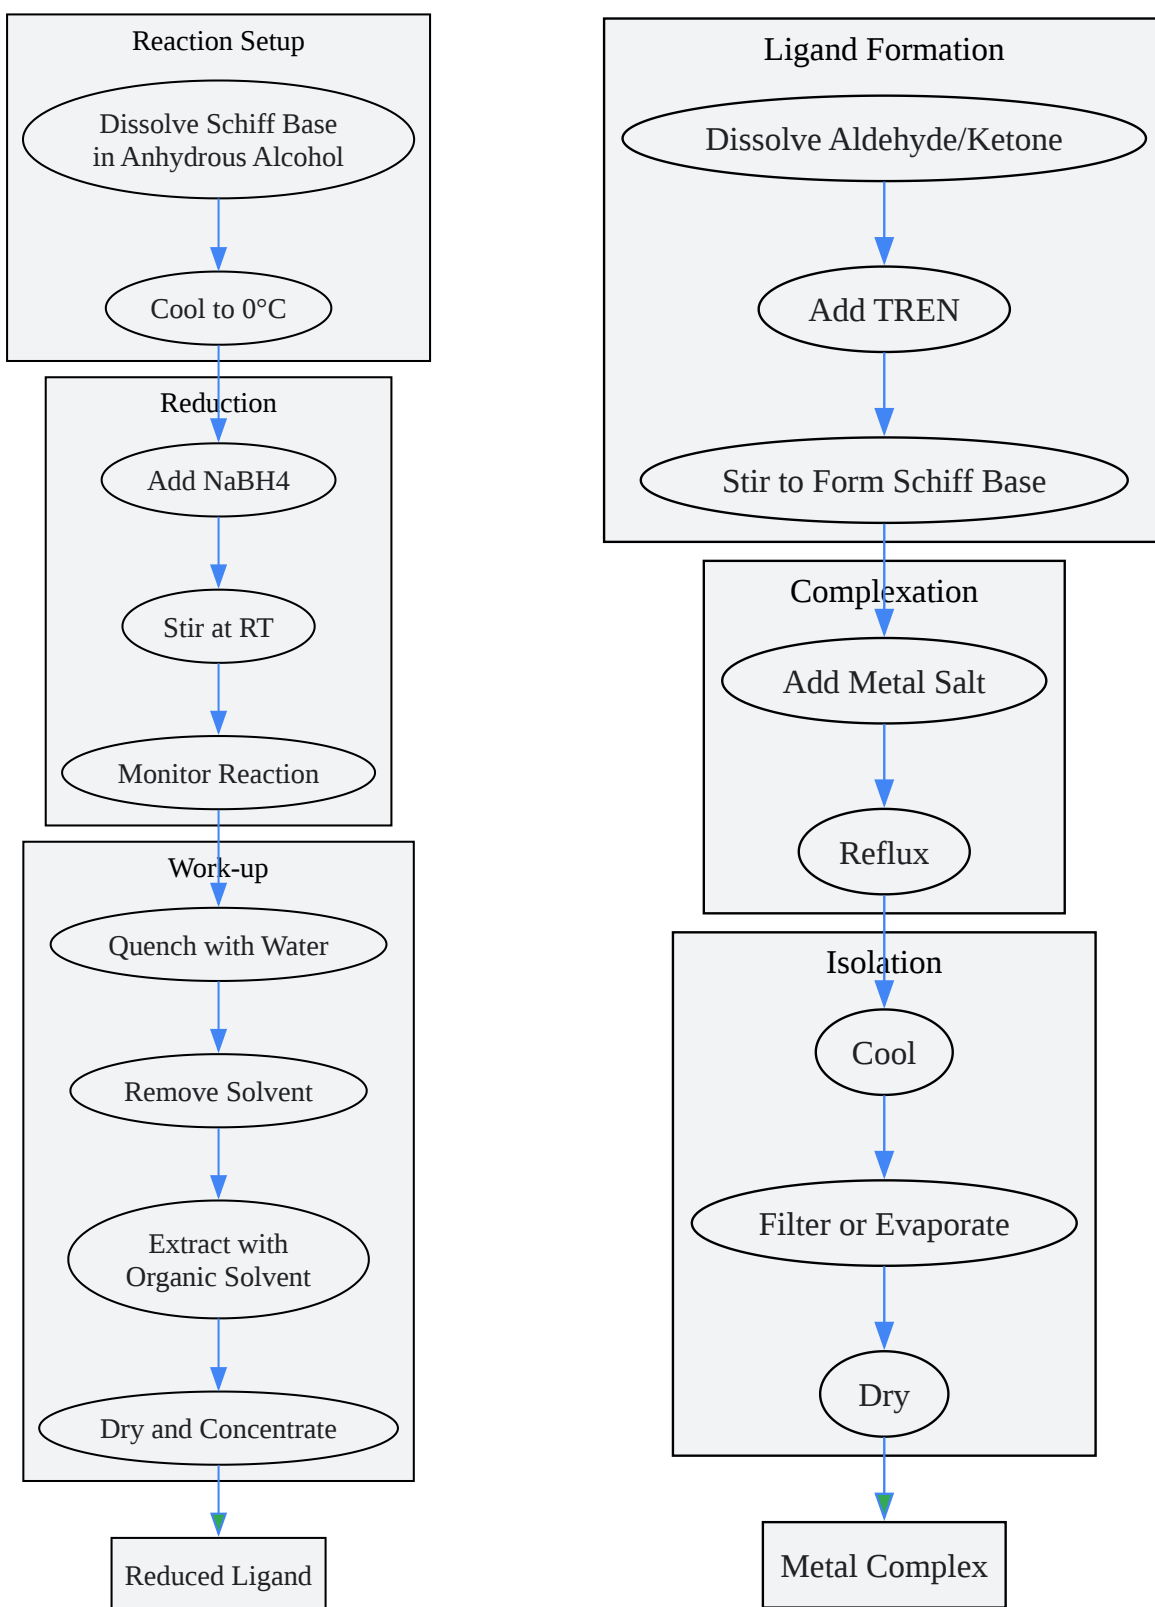 Reaction Setup
Dissolve Schiff Base
in Anhydrous Alcohol
Cool to 0°C
Reduction
Add NaBH4
Stir at RT
Monitor Reaction
Work-up
Quench with Water
Remove Solvent
Extract with
Organic Solvent
Dry and Concentrate
Reduced Ligand
Ligand Formation
Dissolve Aldehyde/Ketone
Add TREN
Stir to Form Schiff Base
Complexation
Add Metal Salt
Reflux
Isolation
Cool
Filter or Evaporate
Dry
Metal Complex